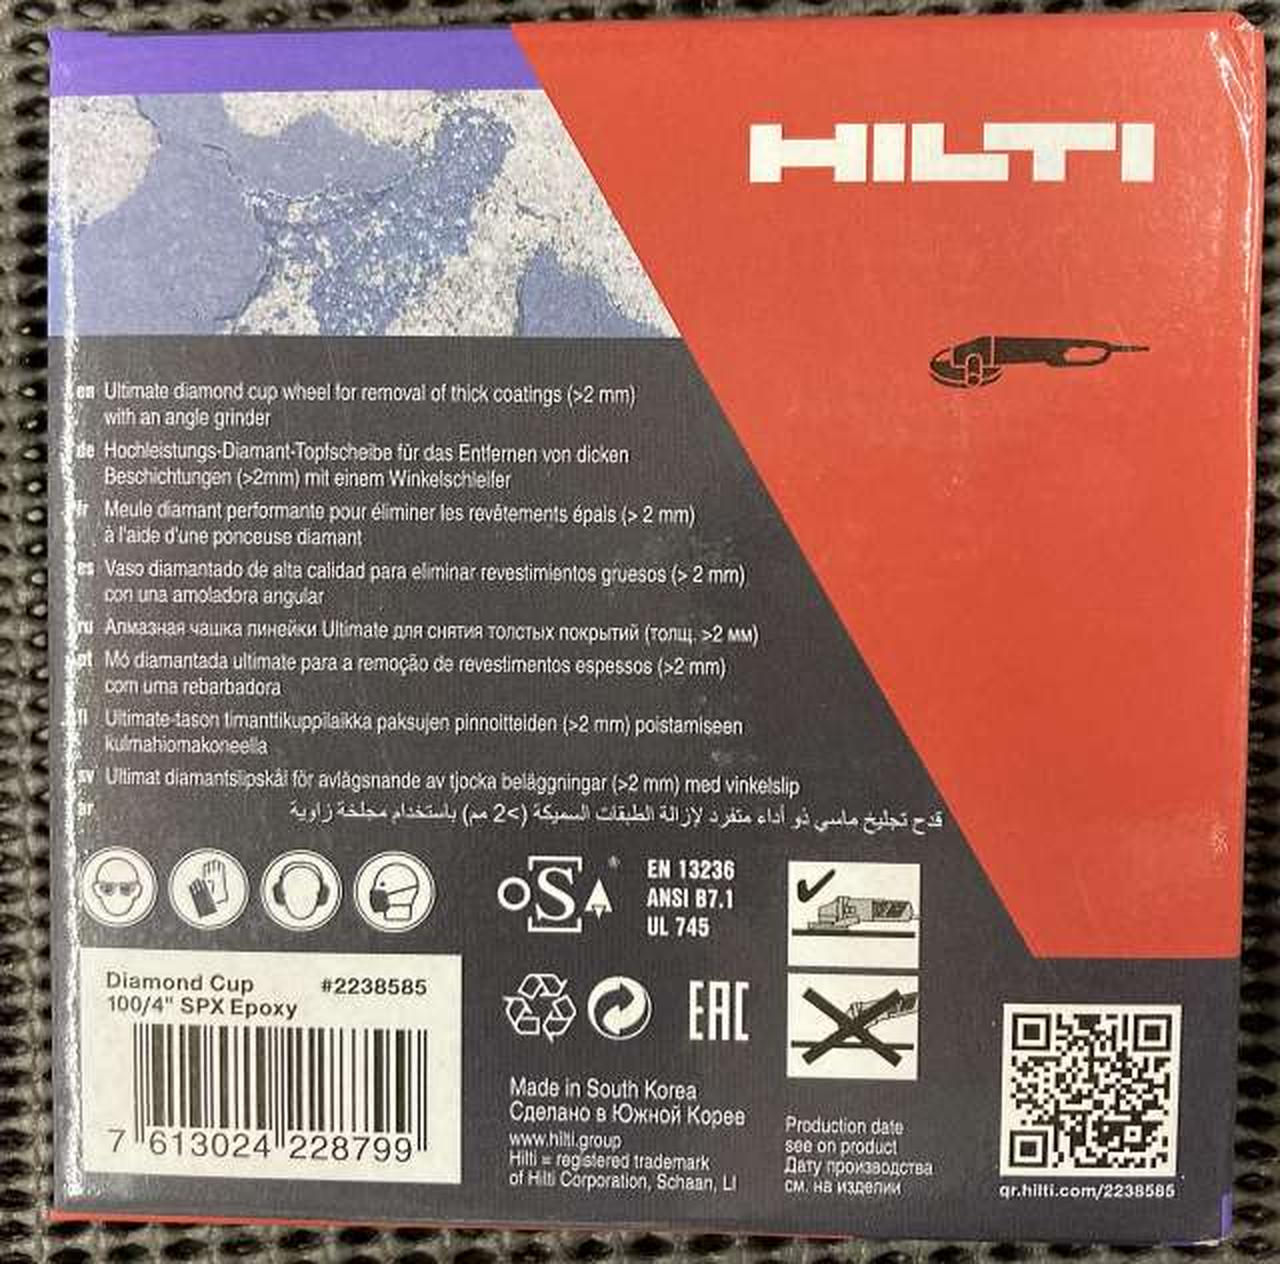 HILTI
en Ultimate diamond cup wheel for removal of thick coatings (>2 mm)
with an angle grinder
de Hochleistungs-Diamant-Topfscheibe für das Entfernen von dicken
Beschichtungen (>2mm) mit einem Winkelschleifer
fr Meule diamant performante pour éliminer les revêtements épais (> 2 mm)
à l'aide d'une ponceuse diamant
es Vaso diamantado de alta calidad para eliminar revestimientos gruesos (> 2 mm)
con una amoladora angular
ru Алмазная чашка линейки Ultimate для снятия толстых покрытий (толщ. >2 мм)
pt Mó diamantada ultimate para a remoção de revestimentos espessos (>2 mm)
com uma rebarbadora
fi Ultimate-tason timanttikuppilaikka paksujen pinnoitteiden (>2 mm) poistamiseen
kulmahiomakoneella
sv Ultimat diamantslipskål för avlägsnande av tjocka beläggningar (>2 mm) med vinkelslip
ar قدح تجليخ ماسي ذو أداء متفرد لإزالة الطبقات السميكة (>2 مم) باستخدام مجلخة زاوية
oSa®
EN 13236
ANSI B7.1
UL 745
EAC
Diamond Cup #2238585
100/4" SPX Epoxy
7 613024 228799
Made in South Korea
Сделано в Южной Корее
www.hilti.group
Hilti = registered trademark
of Hilti Corporation, Schaan, LI
Production date
see on product
Дату производства
см. на изделии
qr.hilti.com/2238585